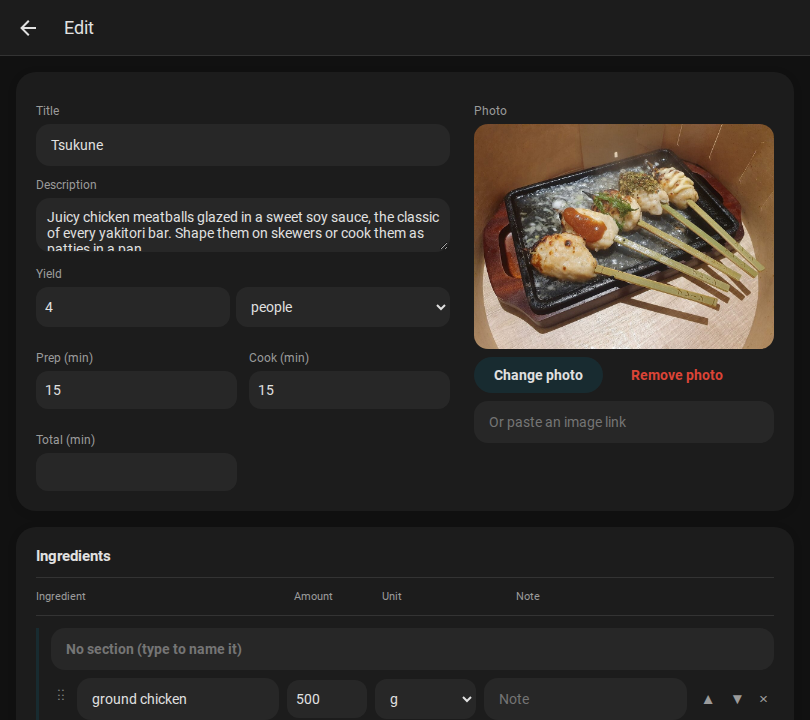 Edit
Title
Tsukune
Description
Juicy chicken meatballs glazed in a sweet soy sauce, the classic
of every yakitori bar. Shape them on skewers or cook them as
patties in a pan
Yield
4
people
Prep (min)
Cook (min)
15
15
Total (min)
Photo
Change photo
Remove photo
Or paste an image link
Ingredients
Ingredient
Amount
Unit
Note
No section (type to name it)
ground chicken
500
g
Note